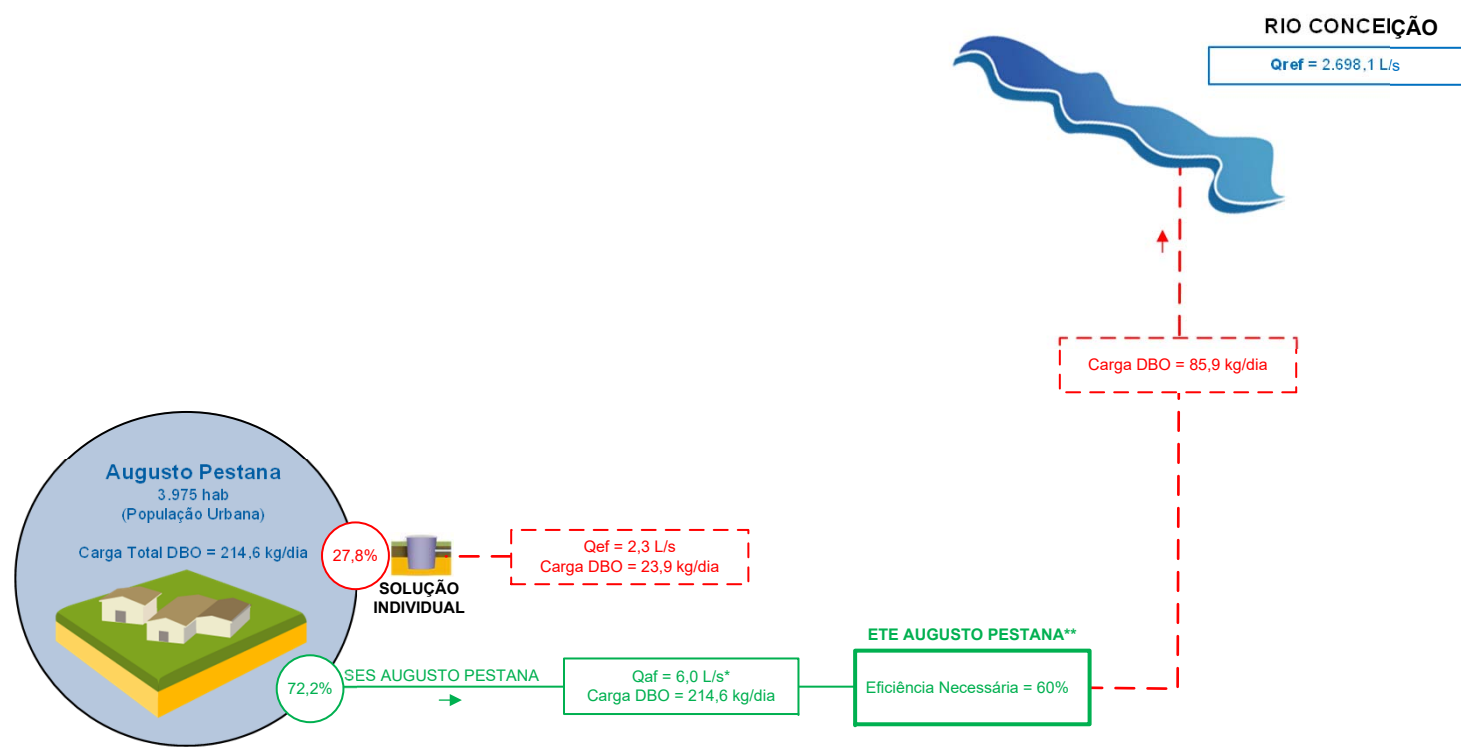 RIO CONCEIÇÃO
Qref = 2.698,1 L/s
Carga DBO = 85,9 kg/dia
Augusto Pestana
3.975 hab
(População Urbana)
Carga Total DBO = 214,6 kg/dia
27,8%
SOLUÇÃO
INDIVIDUAL
Qef = 2,3 L/s
Carga DBO = 23,9 kg/dia
72,2%
SES AUGUSTO PESTANA
Qaf = 6,0 L/s*
Carga DBO = 214,6 kg/dia
ETE AUGUSTO PESTANA**
Eficiência Necessária = 60%